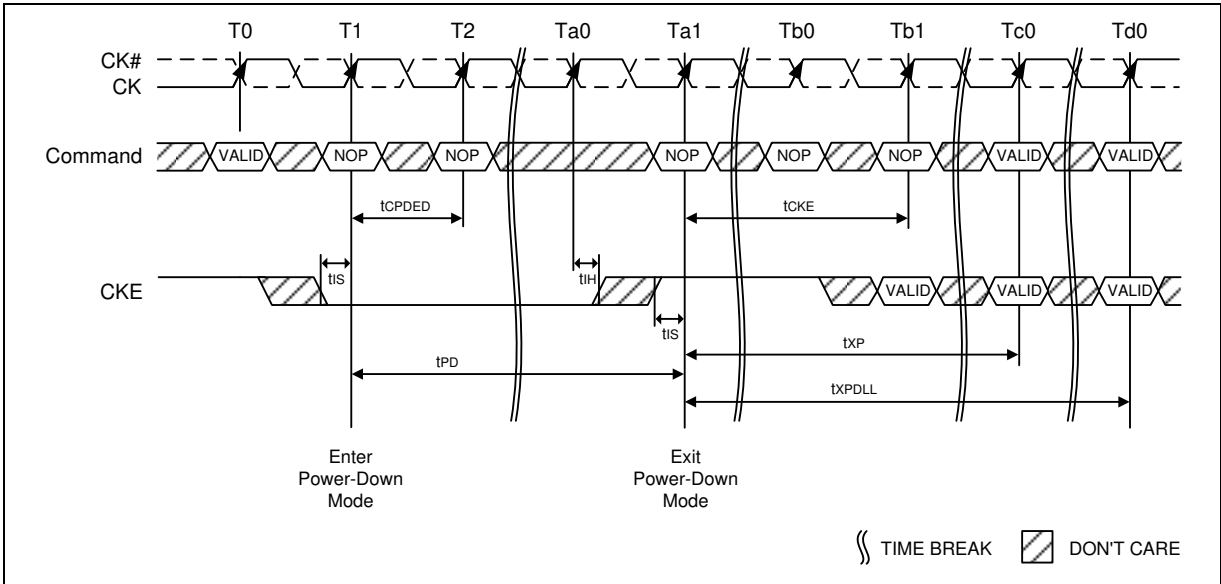 T0 T1 T2 Ta0 Ta1 Tb0 Tb1 Tc0 Td0
CK#
CK
Command VALID NOP NOP NOP NOP NOP VALID VALID
tCPDED tCKE
tIS tIH
CKE VALID VALID VALID
tIS
tXP
tPD
tXPDLL
Enter
Power-Down
Mode
Exit
Power-Down
Mode
TIME BREAK DON'T CARE